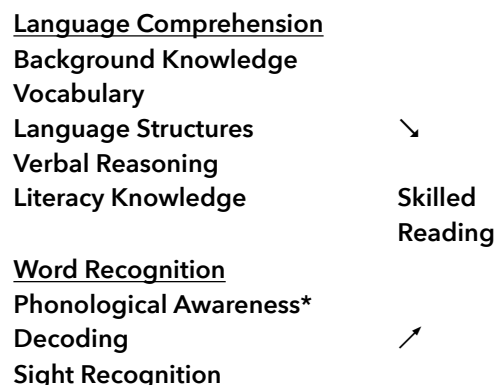 Language Comprehension
Background Knowledge
Vocabulary
Language Structures ↘
Verbal Reasoning
Literacy Knowledge Skilled
Reading
Word Recognition
Phonological Awareness*
Decoding ↗
Sight Recognition